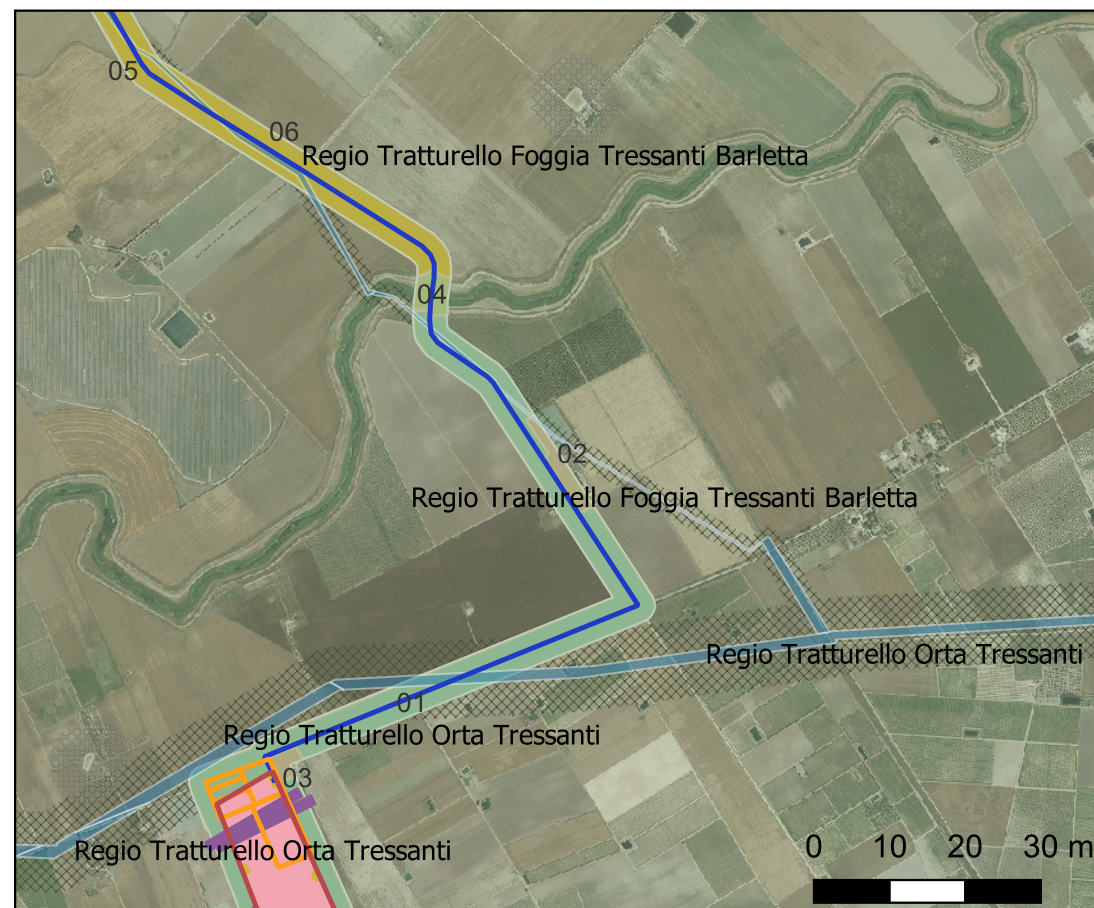 05
06
Regio Tratturello Foggia Tressanti Barletta
04
02
Regio Tratturello Foggia Tressanti Barletta
Regio Tratturello Orta Tressanti
01
Regio Tratturello Orta Tressanti
03
Regio Tratturello Orta Tressanti
0 10 20 30 m